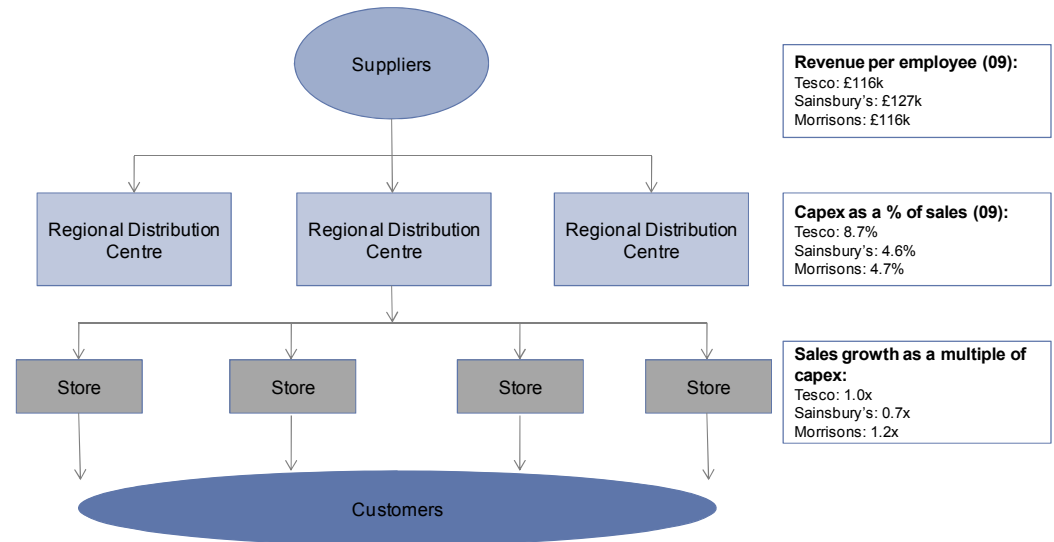 Suppliers
Revenue per employee (09):
Tesco: £116k
Sainsbury's: £127k
Morrisons: £116k
Regional Distribution
Centre
Regional Distribution
Centre
Regional Distribution
Centre
Capex as a % of sales (09):
Tesco: 8.7%
Sainsbury's: 4.6%
Morrisons: 4.7%
Store
Store
Store
Store
Sales growth as a multiple of
capex:
Tesco: 1.0x
Sainsbury's: 0.7x
Morrisons: 1.2x
Customers